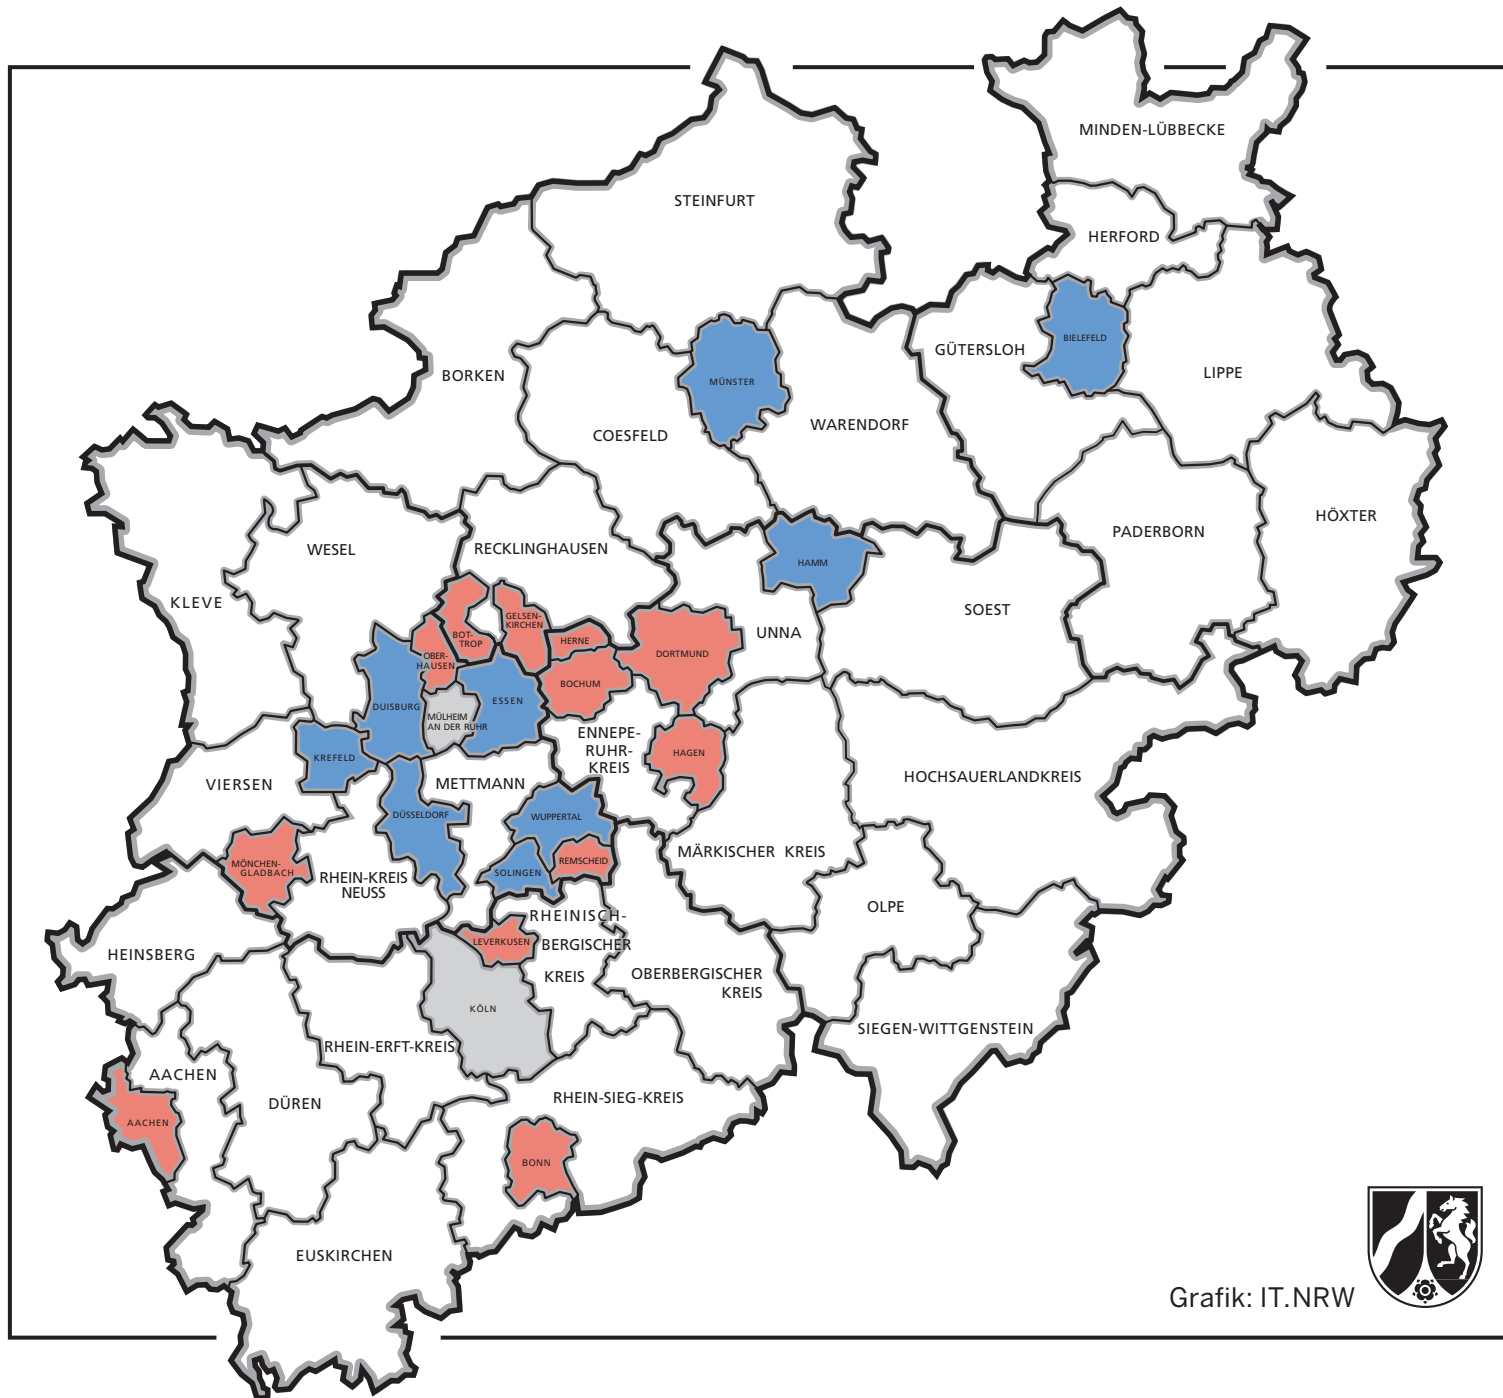 MINDEN-LÜBBECKE
STEINFURT
HERFORD
BIELEFELD
GÜTERSLOH
LIPPE
BORKEN
MÜNSTER
WARENDORF
COESFELD
HÖXTER
PADERBORN
WESEL
RECKLINGHAUSEN
HAMM
KLEVE
SOEST
UNNA
GELSEN-
KIRCHEN
BOT-
TROP
HERNE
OBER-
HAUSEN
DORTMUND
BOCHUM
DUISBURG
ESSEN
MÜLHEIM
AN DER RUHR
ENNEPE-
RUHR-
KREIS
HAGEN
KREFELD
VIERSEN
METTMANN
HOCHSAUERLANDKREIS
DÜSSELDORF
WUPPERTAL
MÖNCHEN-
GLADBACH
RHEIN-KREIS
NEUSS
SOLINGEN
REMSCHEID
MÄRKISCHER KREIS
OLPE
HEINSBERG
LEVERKUSEN
RHEINISCH-
BERGISCHER
KREIS
OBERBERGISCHER
KREIS
KÖLN
SIEGEN-WITTGENSTEIN
RHEIN-ERFT-KREIS
AACHEN
DÜREN
RHEIN-SIEG-KREIS
AACHEN
BONN
EUSKIRCHEN
Grafik: IT.NRW